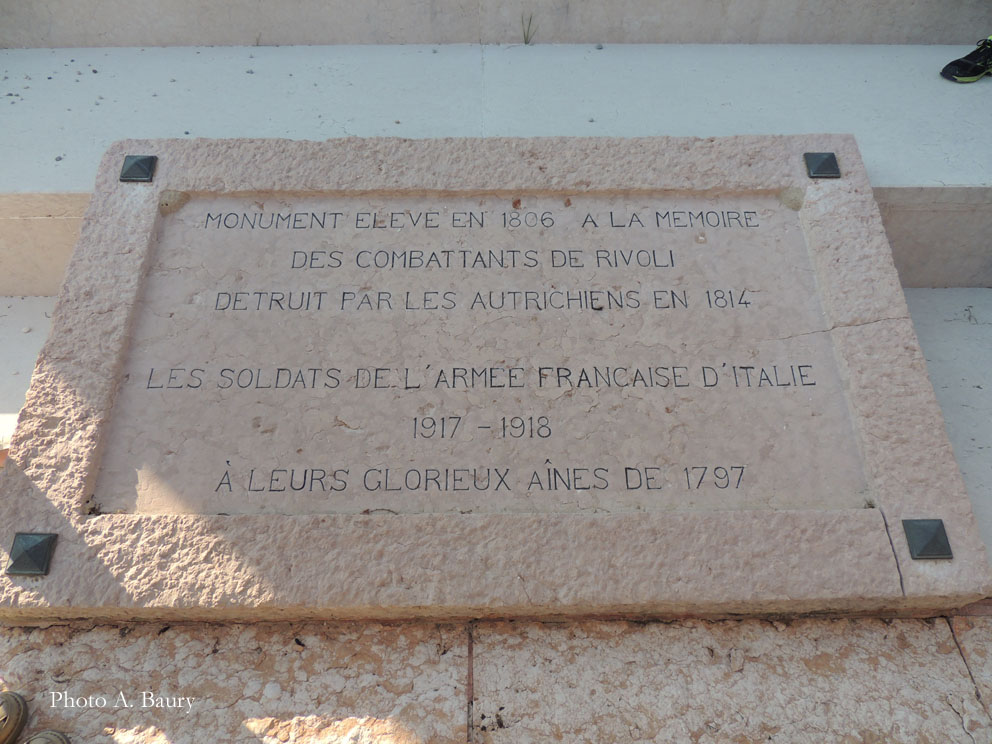 MONUMENT ELEVE EN 1806 A LA MEMOIRE
DES COMBATTANTS DE RIVOLI
DETRUIT PAR LES AUTRICHIENS EN 1814
LES SOLDATS DE L'ARMEE FRANCAISE D'ITALIE
1917 - 1918
À LEURS GLORIEUX AÎNES DE 1797
Photo A. Baury